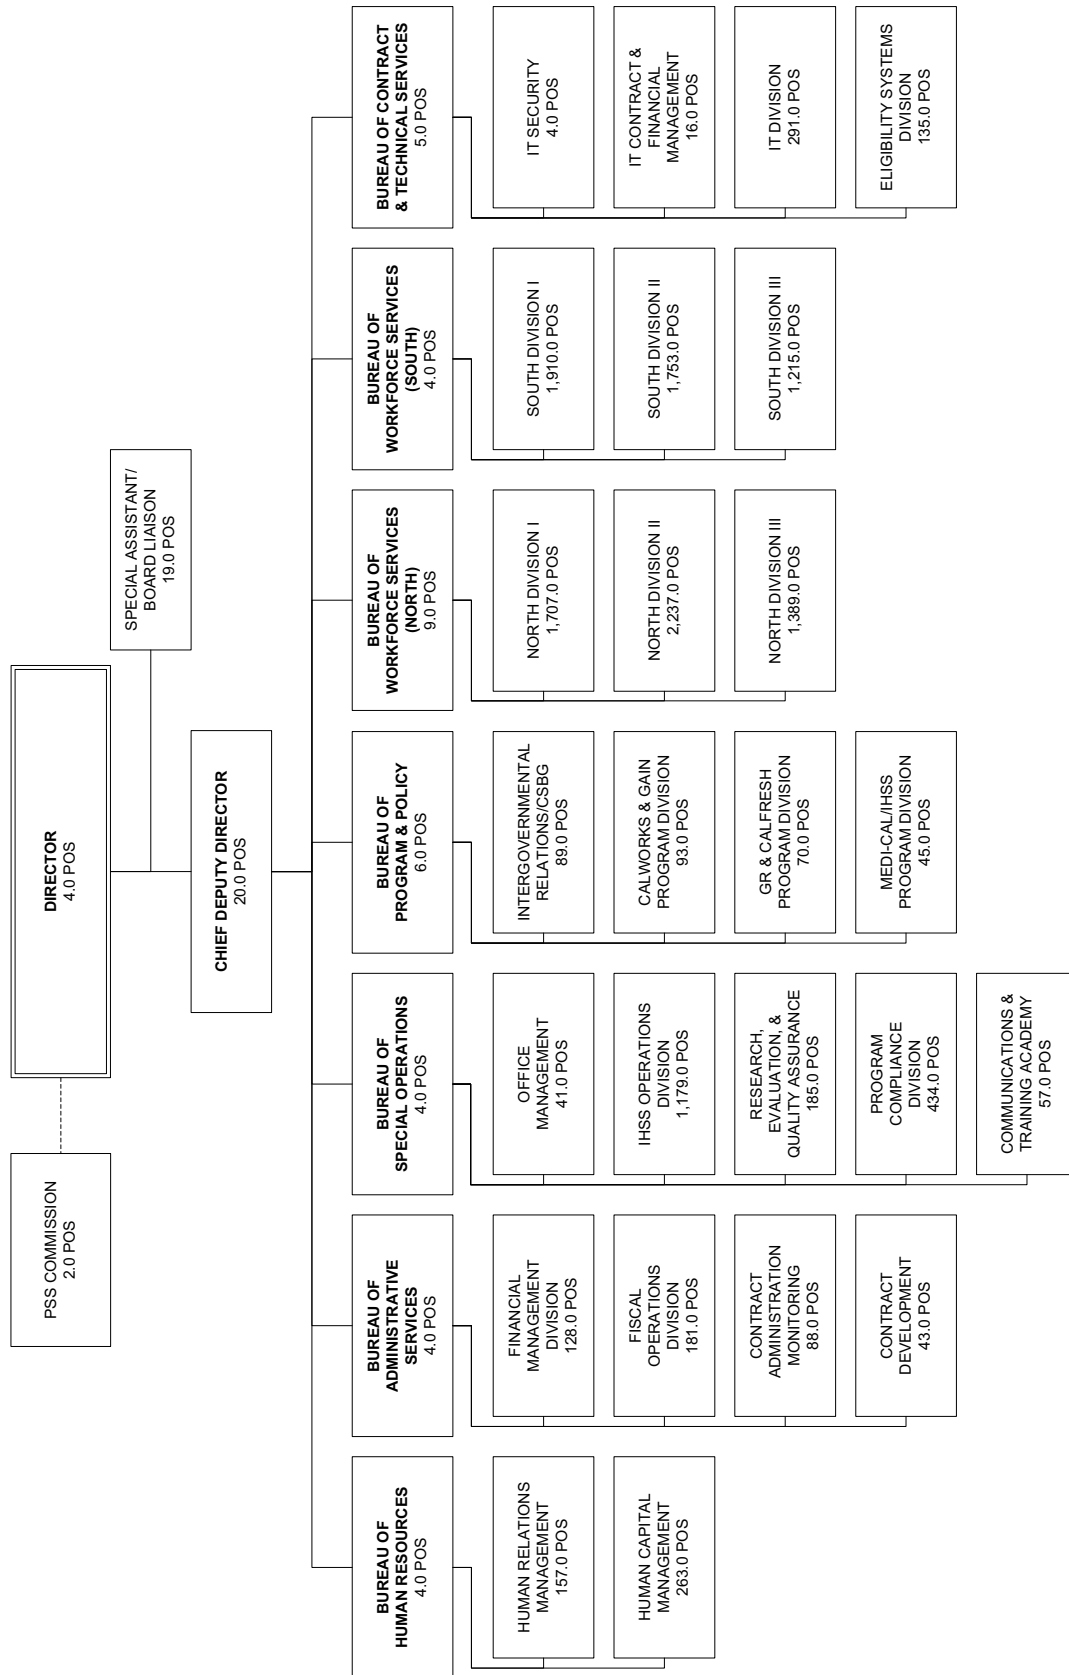 DIRECTOR
4.0 POS
PSS COMMISSION
2.0 POS
SPECIAL ASSISTANT/
BOARD LIAISON
19.0 POS
CHIEF DEPUTY DIRECTOR
20.0 POS
BUREAU OF
HUMAN RESOURCES
4.0 POS
HUMAN RELATIONS
MANAGEMENT
157.0 POS
HUMAN CAPITAL
MANAGEMENT
263.0 POS
BUREAU OF
ADMINISTRATIVE
SERVICES
4.0 POS
FINANCIAL
MANAGEMENT
DIVISION
128.0 POS
FISCAL
OPERATIONS
DIVISION
181.0 POS
CONTRACT
ADMINISTRATION
MONITORING
88.0 POS
CONTRACT
DEVELOPMENT
43.0 POS
BUREAU OF
SPECIAL OPERATIONS
4.0 POS
OFFICE
MANAGEMENT
41.0 POS
IHSS OPERATIONS
DIVISION
1,179.0 POS
RESEARCH,
EVALUATION, &
QUALITY ASSURANCE
185.0 POS
PROGRAM
COMPLIANCE
DIVISION
434.0 POS
COMMUNICATIONS &
TRAINING ACADEMY
57.0 POS
BUREAU OF
PROGRAM & POLICY
6.0 POS
INTERGOVERNMENTAL
RELATIONS/CSBG
89.0 POS
CALWORKS & GAIN
PROGRAM DIVISION
93.0 POS
GR & CALFRESH
PROGRAM DIVISION
70.0 POS
MEDI-CAL/IHSS
PROGRAM DIVISION
45.0 POS
BUREAU OF
WORKFORCE SERVICES
(NORTH)
9.0 POS
NORTH DIVISION I
1,707.0 POS
NORTH DIVISION II
2,237.0 POS
NORTH DIVISION III
1,389.0 POS
BUREAU OF
WORKFORCE SERVICES
(SOUTH)
4.0 POS
SOUTH DIVISION I
1,910.0 POS
SOUTH DIVISION II
1,753.0 POS
SOUTH DIVISION III
1,215.0 POS
BUREAU OF CONTRACT
& TECHNICAL SERVICES
5.0 POS
IT SECURITY
4.0 POS
IT CONTRACT &
FINANCIAL
MANAGEMENT
16.0 POS
IT DIVISION
291.0 POS
ELIGIBILITY SYSTEMS
DIVISION
135.0 POS